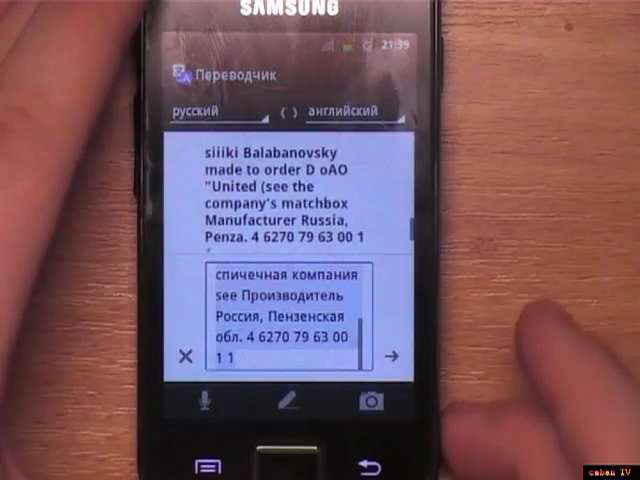 SAMSUNG
21:39
Переводчик
русский
английский
siiiki Balabanovsky
made to order D oAO
"United (see the
company's matchbox
Manufacturer Russia,
Penza. 4 6270 79 63 00 1
спичечная компания
see Производитель
Россия, Пензенская
обл. 4 6270 79 63 00
1 1
caban TV